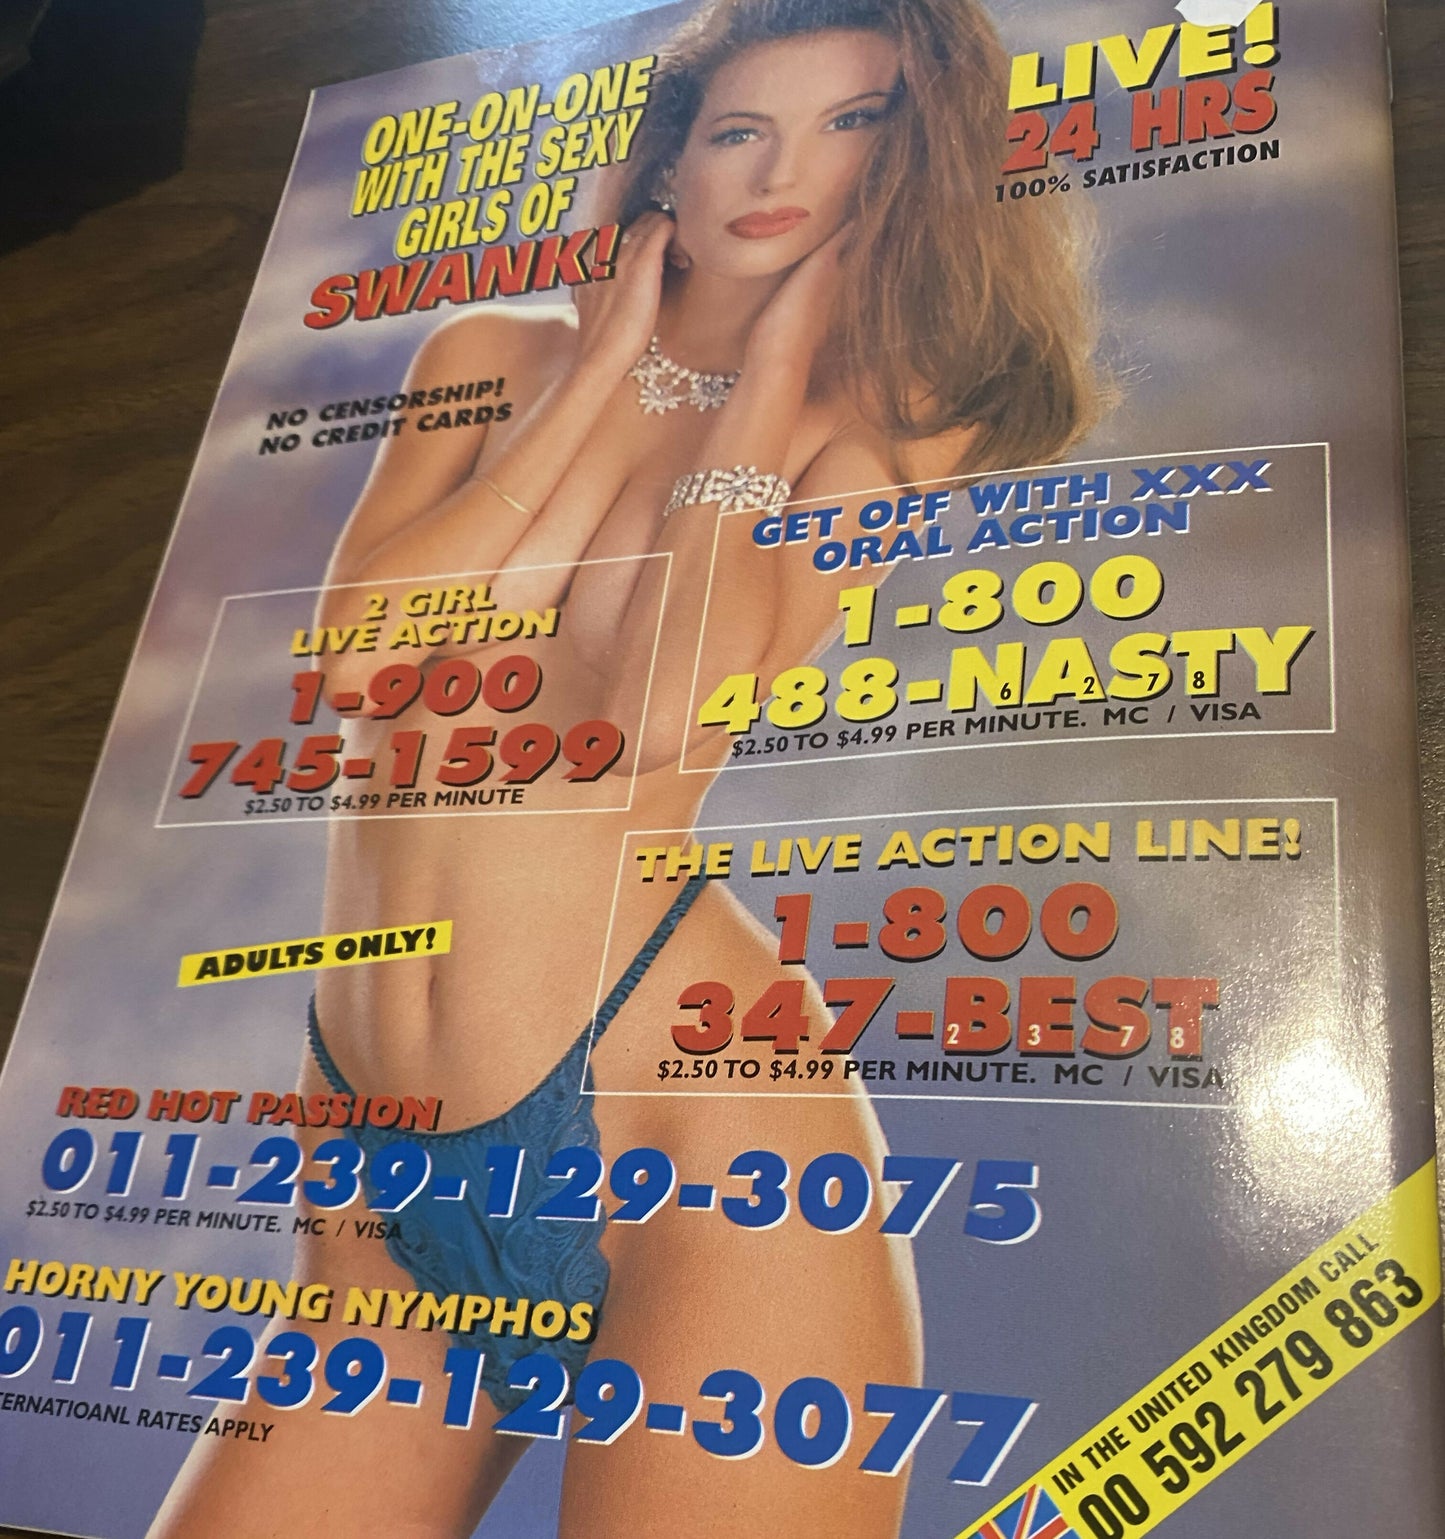 ONE-ON-ONE
WITH THE SEXY
GIRLS OF
SWANK!
LIVE!
24 HRS
100% SATISFACTION
NO CENSORSHIP!
NO CREDIT CARDS
GET OFF WITH XXX
ORAL ACTION
1-800
488-NASTY
6 2 7 8
$2.50 TO $4.99 PER MINUTE. MC / VISA
2 GIRL
LIVE ACTION
1-900
745-1599
$2.50 TO $4.99 PER MINUTE
THE LIVE ACTION LINE!
1-800
347-BEST
2 3 7 8
$2.50 TO $4.99 PER MINUTE. MC / VISA
ADULTS ONLY!
RED HOT PASSION
011-239-129-3075
$2.50 TO $4.99 PER MINUTE. MC / VISA
HORNY YOUNG NYMPHOS
011-239-129-3077
TERNATIOANL RATES APPLY
IN THE UNITED KINGDOM CALL
00 592 279 863